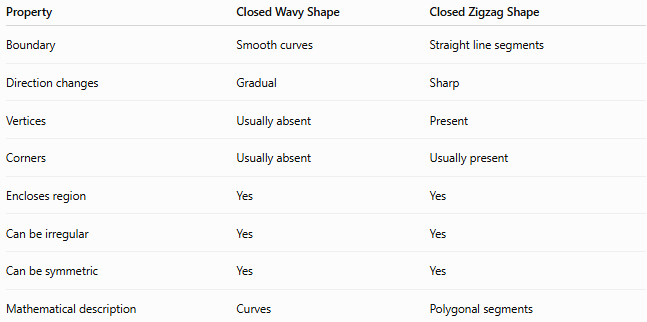 Property Closed Wavy Shape Closed Zigzag Shape
Boundary Smooth curves Straight line segments
Direction changes Gradual Sharp
Vertices Usually absent Present
Corners Usually absent Usually present
Encloses region Yes Yes
Can be irregular Yes Yes
Can be symmetric Yes Yes
Mathematical description Curves Polygonal segments